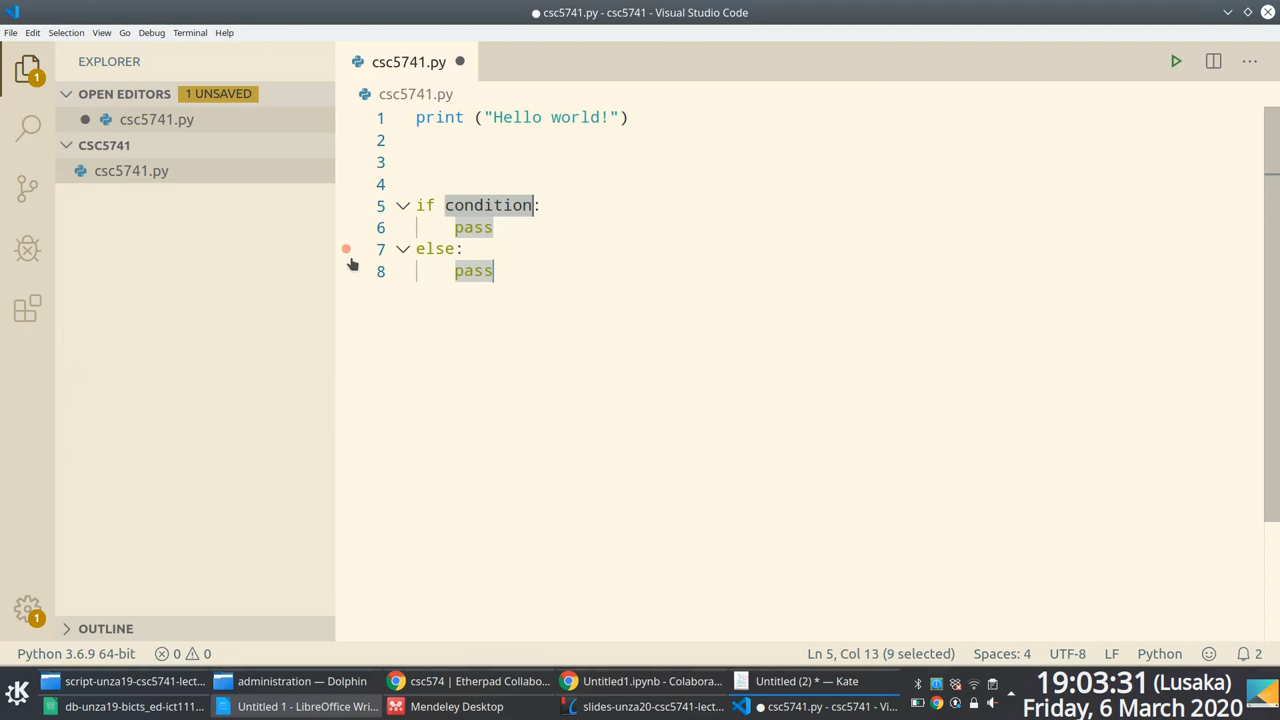 csc5741.py - csc5741 - Visual Studio Code
File Edit Selection View Go Debug Terminal Help
EXPLORER
OPEN EDITORS 1 UNSAVED
csc5741.py
CSC5741
csc5741.py
OUTLINE
1
1
csc5741.py
csc5741.py
1 print ("Hello world!")
2
3
4
5 if condition:
6 pass
7 else:
8 pass
Python 3.6.9 64-bit 0 0 Ln 5, Col 13 (9 selected) Spaces: 4 UTF-8 LF Python 2
script-unza19-csc5741-lect... administration — Dolphin csc574 | Etherpad Collabo... Untitled1.ipynb - Colabora... Untitled (2) * — Kate
db-unza19-bicts_ed-ict111... Untitled 1 - LibreOffice Wri... Mendeley Desktop slides-unza20-csc5741-lect... csc5741.py - csc5741 - Vi...
19:03:31 (Lusaka)
Friday, 6 March 2020